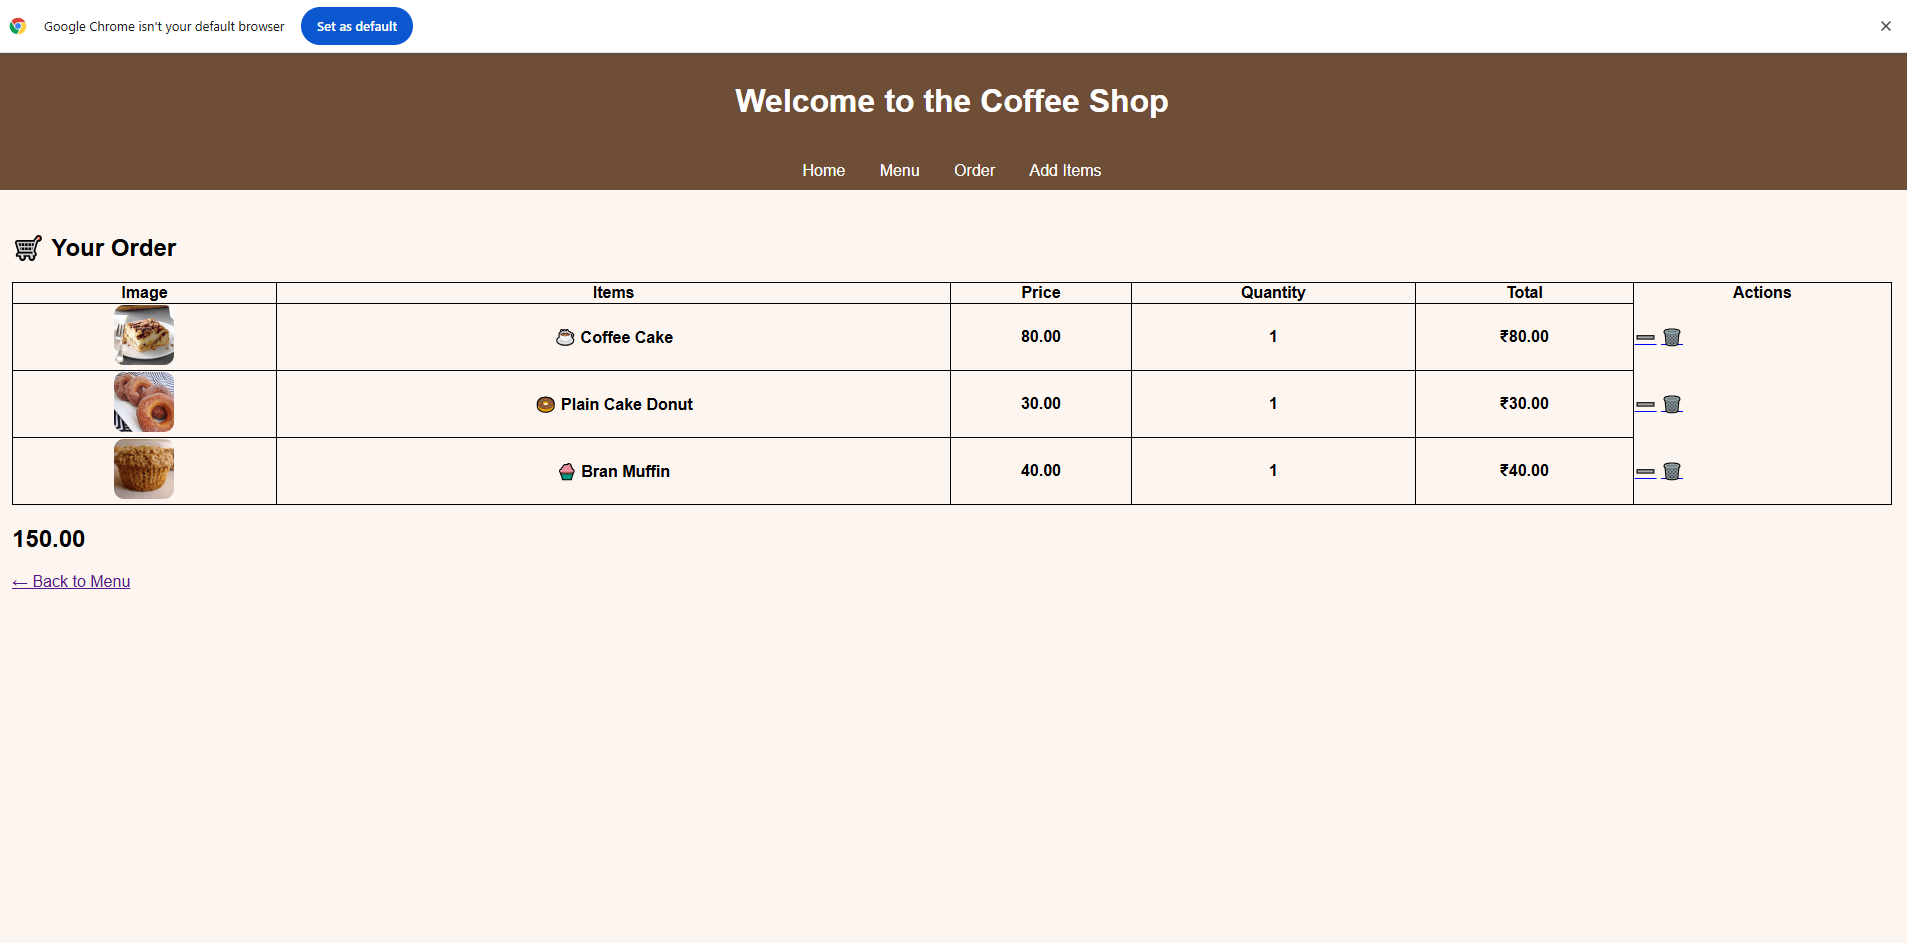 Google Chrome isn't your default browser Set as default
Welcome to the Coffee Shop
Home Menu Order Add Items
🛒 Your Order
Image Items Price Quantity Total Actions
☕ Coffee Cake 80.00 1 ₹80.00 ➖ 🗑
🍩 Plain Cake Donut 30.00 1 ₹30.00 ➖ 🗑
🧁 Bran Muffin 40.00 1 ₹40.00 ➖ 🗑
150.00
← Back to Menu